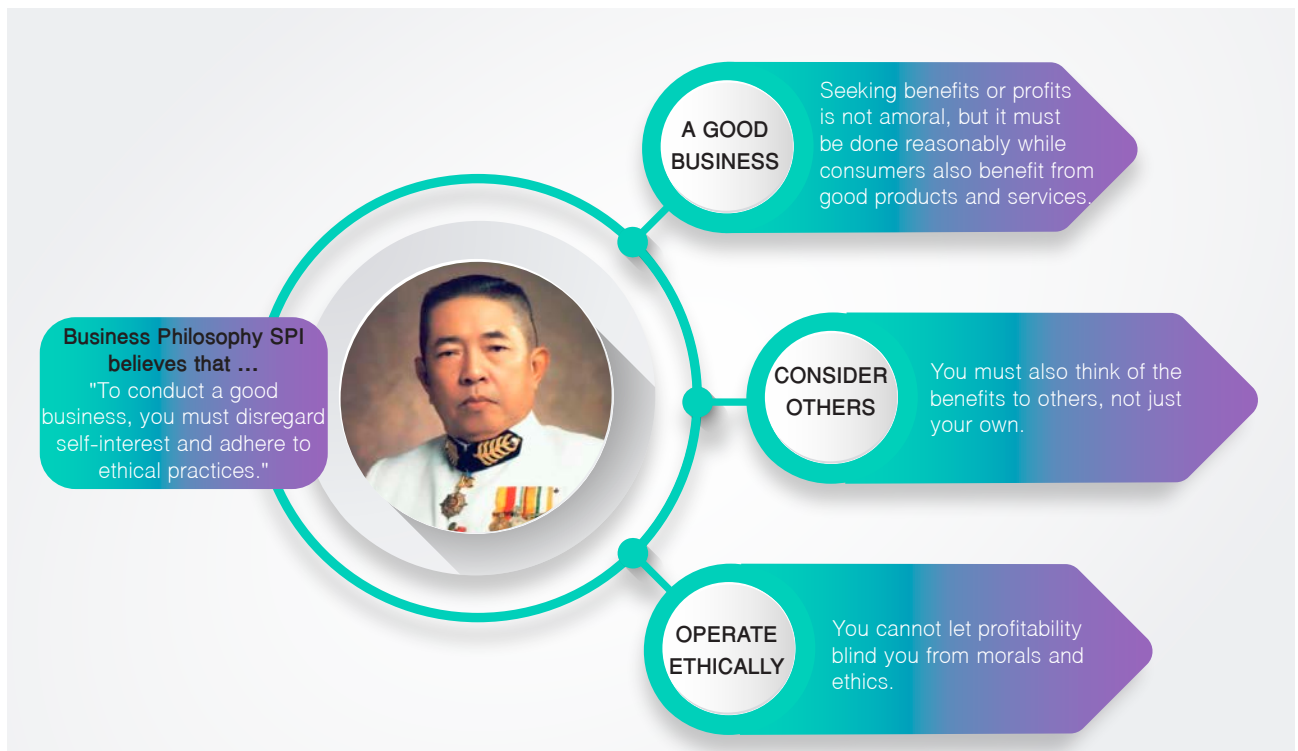 Business Philosophy SPI
believes that ...
"To conduct a good
business, you must disregard
self-interest and adhere to
ethical practices."
A GOOD
BUSINESS
Seeking benefits or profits
is not amoral, but it must
be done reasonably while
consumers also benefit from
good products and services.
CONSIDER
OTHERS
You must also think of the
benefits to others, not just
your own.
OPERATE
ETHICALLY
You cannot let profitability
blind you from morals and
ethics.